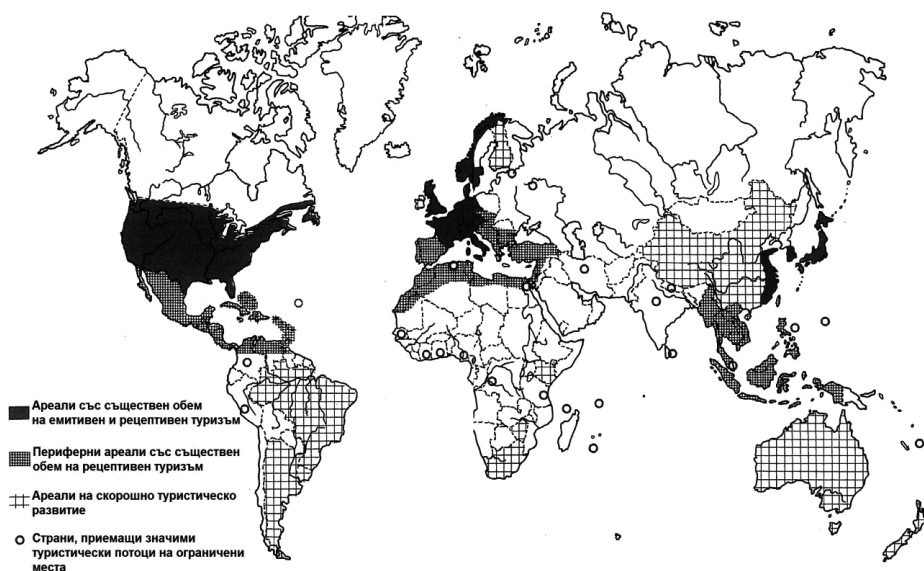 Ареали със съществен обем
на емитивен и рецептивен туризъм
Периферни ареали със съществен
обем на рецептивен туризъм
Ареали на скорошно туристическо
развитие
Страни, приемащи значими
туристически потоци на ограничени
места